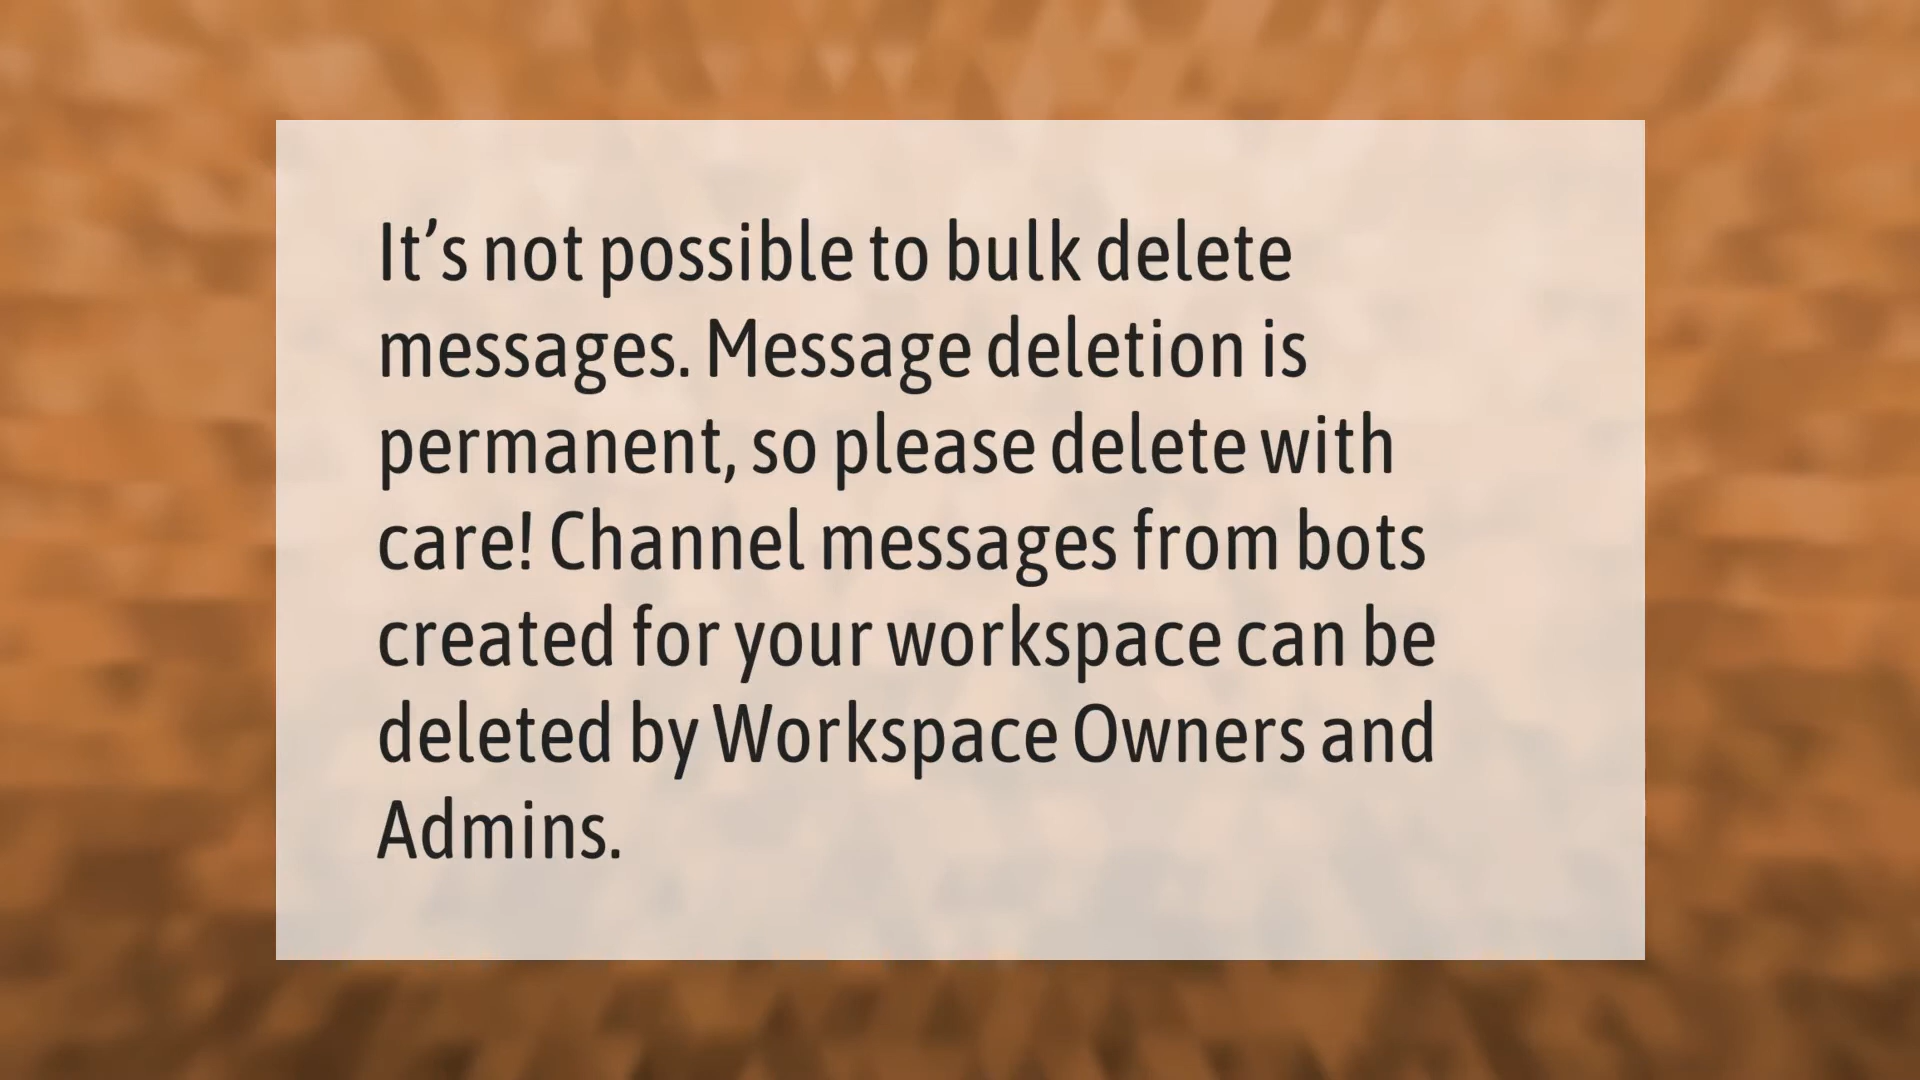 It’s not possible to bulk delete
messages. Message deletion is
permanent, so please delete with
care! Channel messages from bots
created for your workspace can be
deleted by Workspace Owners and
Admins.